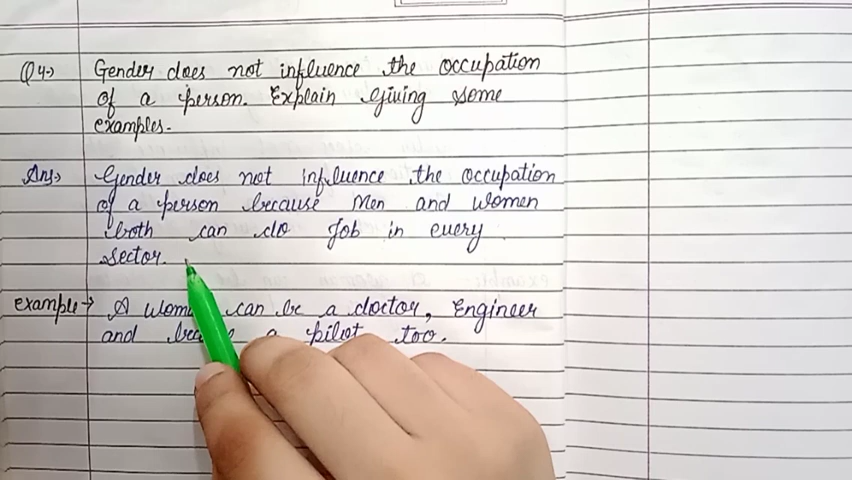 Q4→ Gender does not influence the occupation
of a person. Explain Giving some
examples.
Ans→ Gender does not influence the occupation
of a person because Men and women
both can do Job in every
sector.
example→ A can be a doctor, Engineer
and a pilot too.